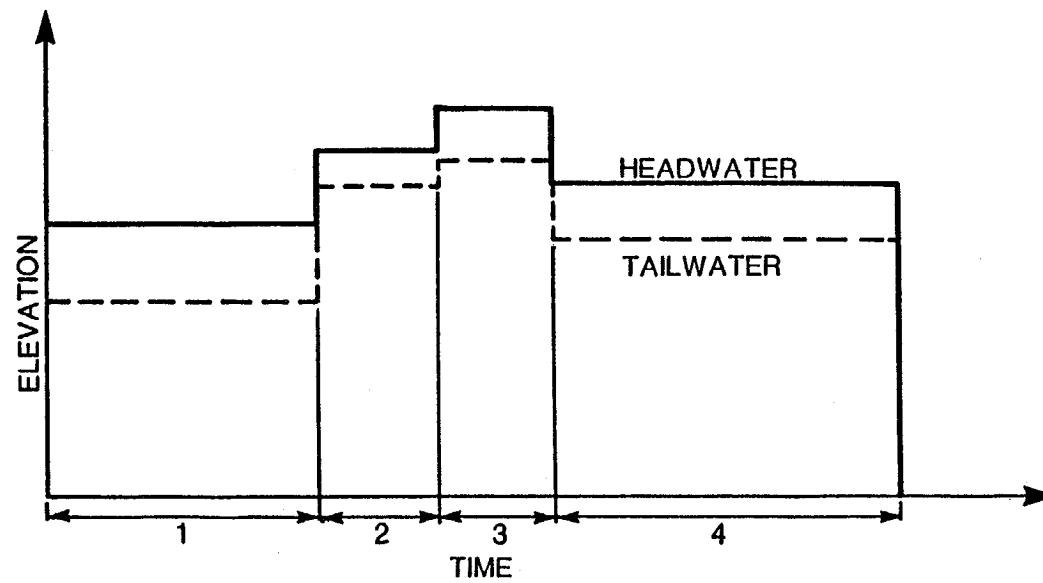 ELEVATION
HEADWATER
TAILWATER
1
2
3
4
TIME